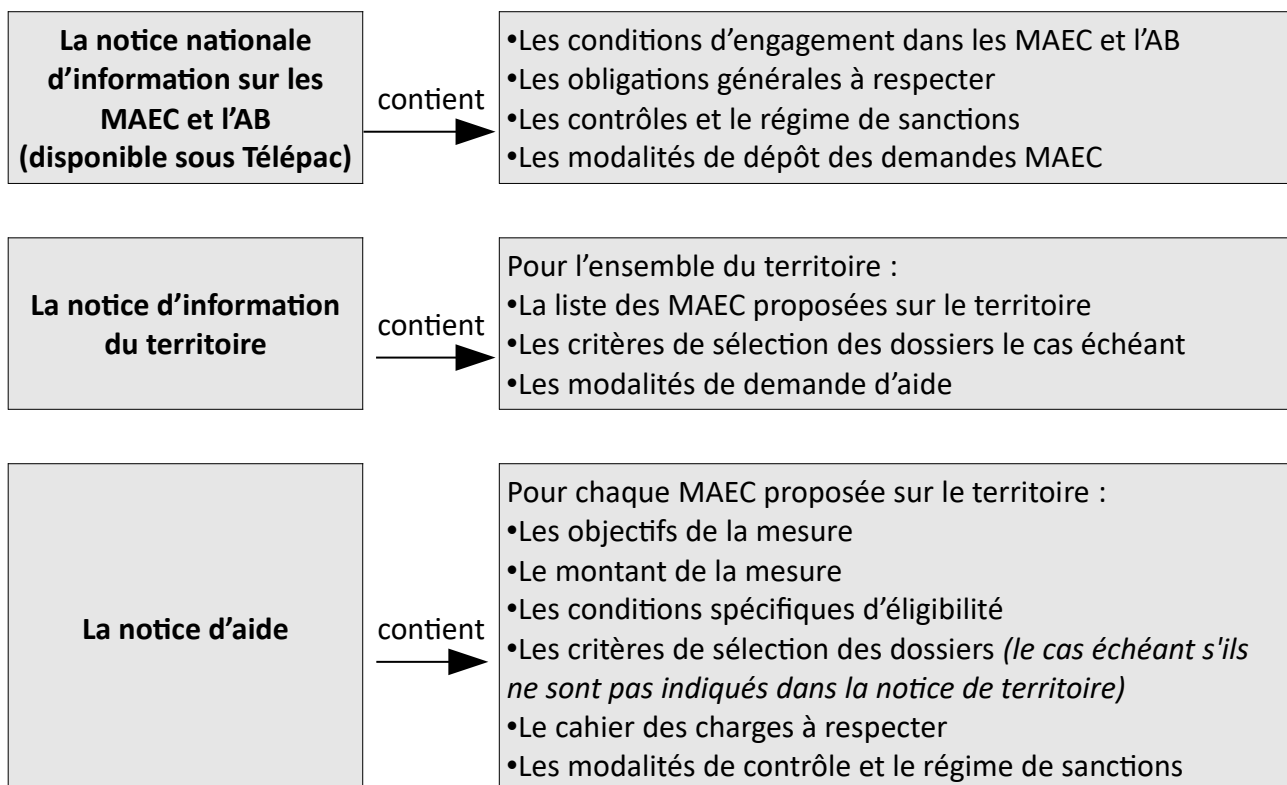 La notice nationale
d’information sur les
MAEC et l’AB
(disponible sous Télépac)
contient
•Les conditions d’engagement dans les MAEC et l’AB
•Les obligations générales à respecter
•Les contrôles et le régime de sanctions
•Les modalités de dépôt des demandes MAEC
La notice d’information
du territoire
contient
Pour l’ensemble du territoire :
•La liste des MAEC proposées sur le territoire
•Les critères de sélection des dossiers le cas échéant
•Les modalités de demande d’aide
La notice d’aide
contient
Pour chaque MAEC proposée sur le territoire :
•Les objectifs de la mesure
•Le montant de la mesure
•Les conditions spécifiques d’éligibilité
•Les critères de sélection des dossiers (le cas échéant s'ils
ne sont pas indiqués dans la notice de territoire)
•Le cahier des charges à respecter
•Les modalités de contrôle et le régime de sanctions